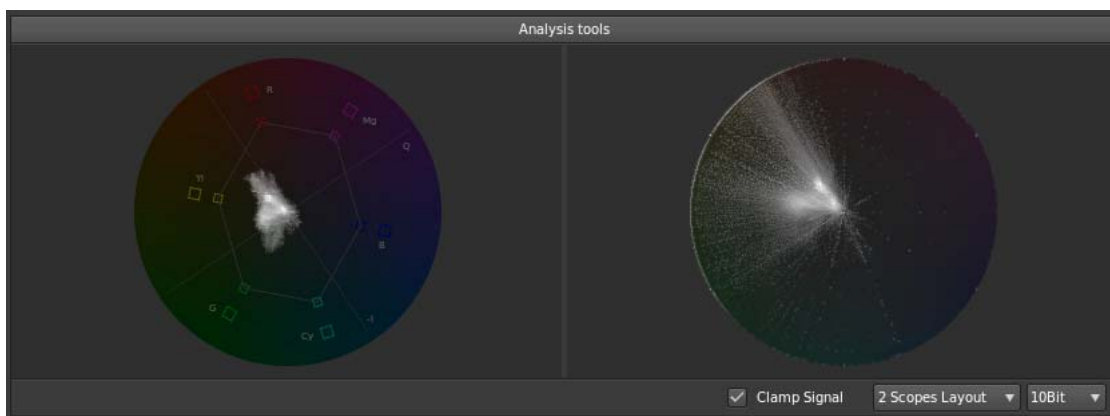 Analysis tools
R
Mg
Q
Yl
B
G
Cy
-I
Clamp Signal
2 Scopes Layout
10Bit